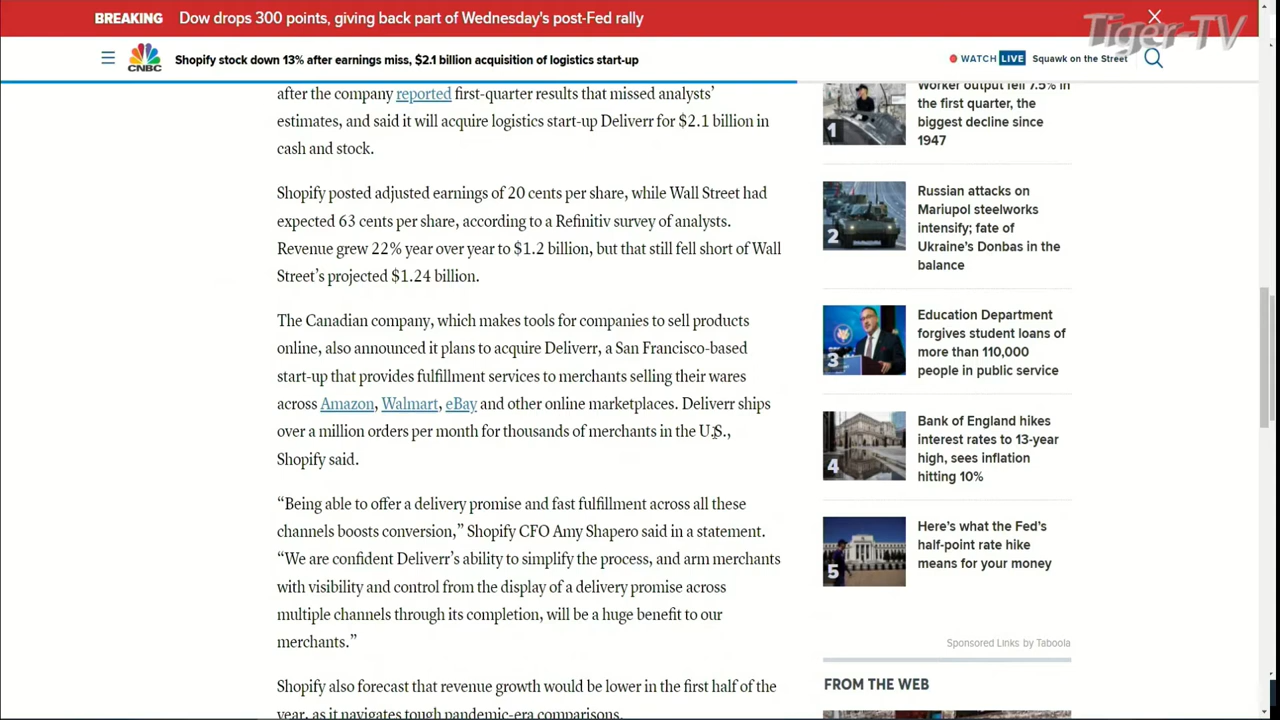 BREAKING Dow drops 300 points, giving back part of Wednesday's post-Fed rally
Tiger-TV
CNBC
Shopify stock down 13% after earnings miss, $2.1 billion acquisition of logistics start-up
WATCH LIVE Squawk on the Street
after the company reported first-quarter results that missed analysts’
estimates, and said it will acquire logistics start-up Deliverr for $2.1 billion in
cash and stock.
Shopify posted adjusted earnings of 20 cents per share, while Wall Street had
expected 63 cents per share, according to a Refinitiv survey of analysts.
Revenue grew 22% year over year to $1.2 billion, but that still fell short of Wall
Street’s projected $1.24 billion.
The Canadian company, which makes tools for companies to sell products
online, also announced it plans to acquire Deliverr, a San Francisco-based
start-up that provides fulfillment services to merchants selling their wares
across Amazon, Walmart, eBay and other online marketplaces. Deliverr ships
over a million orders per month for thousands of merchants in the U.S.,
Shopify said.
“Being able to offer a delivery promise and fast fulfillment across all these
channels boosts conversion,” Shopify CFO Amy Shapero said in a statement.
“We are confident Deliverr’s ability to simplify the process, and arm merchants
with visibility and control from the display of a delivery promise across
multiple channels through its completion, will be a huge benefit to our
merchants.”
Shopify also forecast that revenue growth would be lower in the first half of the
year, as it navigates tough pandemic-era comparisons.
1
Worker output fell 7.5% in
the first quarter, the
biggest decline since
1947
2
Russian attacks on
Mariupol steelworks
intensify; fate of
Ukraine’s Donbas in the
balance
3
Education Department
forgives student loans of
more than 110,000
people in public service
4
Bank of England hikes
interest rates to 13-year
high, sees inflation
hitting 10%
5
Here’s what the Fed’s
half-point rate hike
means for your money
Sponsored Links by Taboola
FROM THE WEB